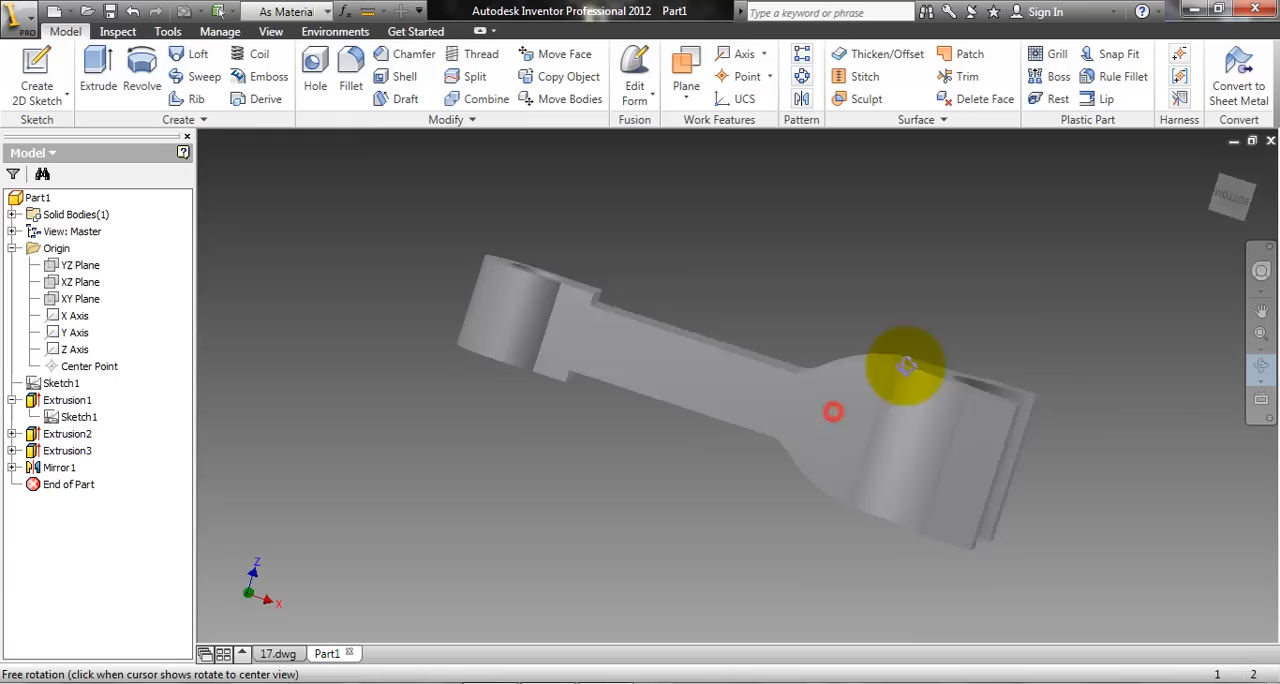 PRO
As Material
Autodesk Inventor Professional 2012 Part1
Type a keyword or phrase
Sign In
Model Inspect Tools Manage View Environments Get Started
Create 2D Sketch
Sketch
Extrude Revolve Loft Sweep Rib Coil Emboss Derive
Create
Hole Fillet Chamfer Shell Draft Thread Split Combine Move Face Copy Object Move Bodies
Modify
Edit Form
Fusion
Plane Axis Point UCS
Work Features
Pattern
Thicken/Offset Stitch Sculpt Patch Trim Delete Face
Surface
Grill Boss Rest Snap Fit Rule Fillet Lip
Plastic Part
Harness
Convert to Sheet Metal
Convert
Model
Part1
Solid Bodies(1)
View: Master
Origin
YZ Plane
XZ Plane
XY Plane
X Axis
Y Axis
Z Axis
Center Point
Sketch1
Extrusion1
Sketch1
Extrusion2
Extrusion3
Mirror1
End of Part
BOTTOM
Z
X
17.dwg Part1
Free rotation (click when cursor shows rotate to center view) 1 2